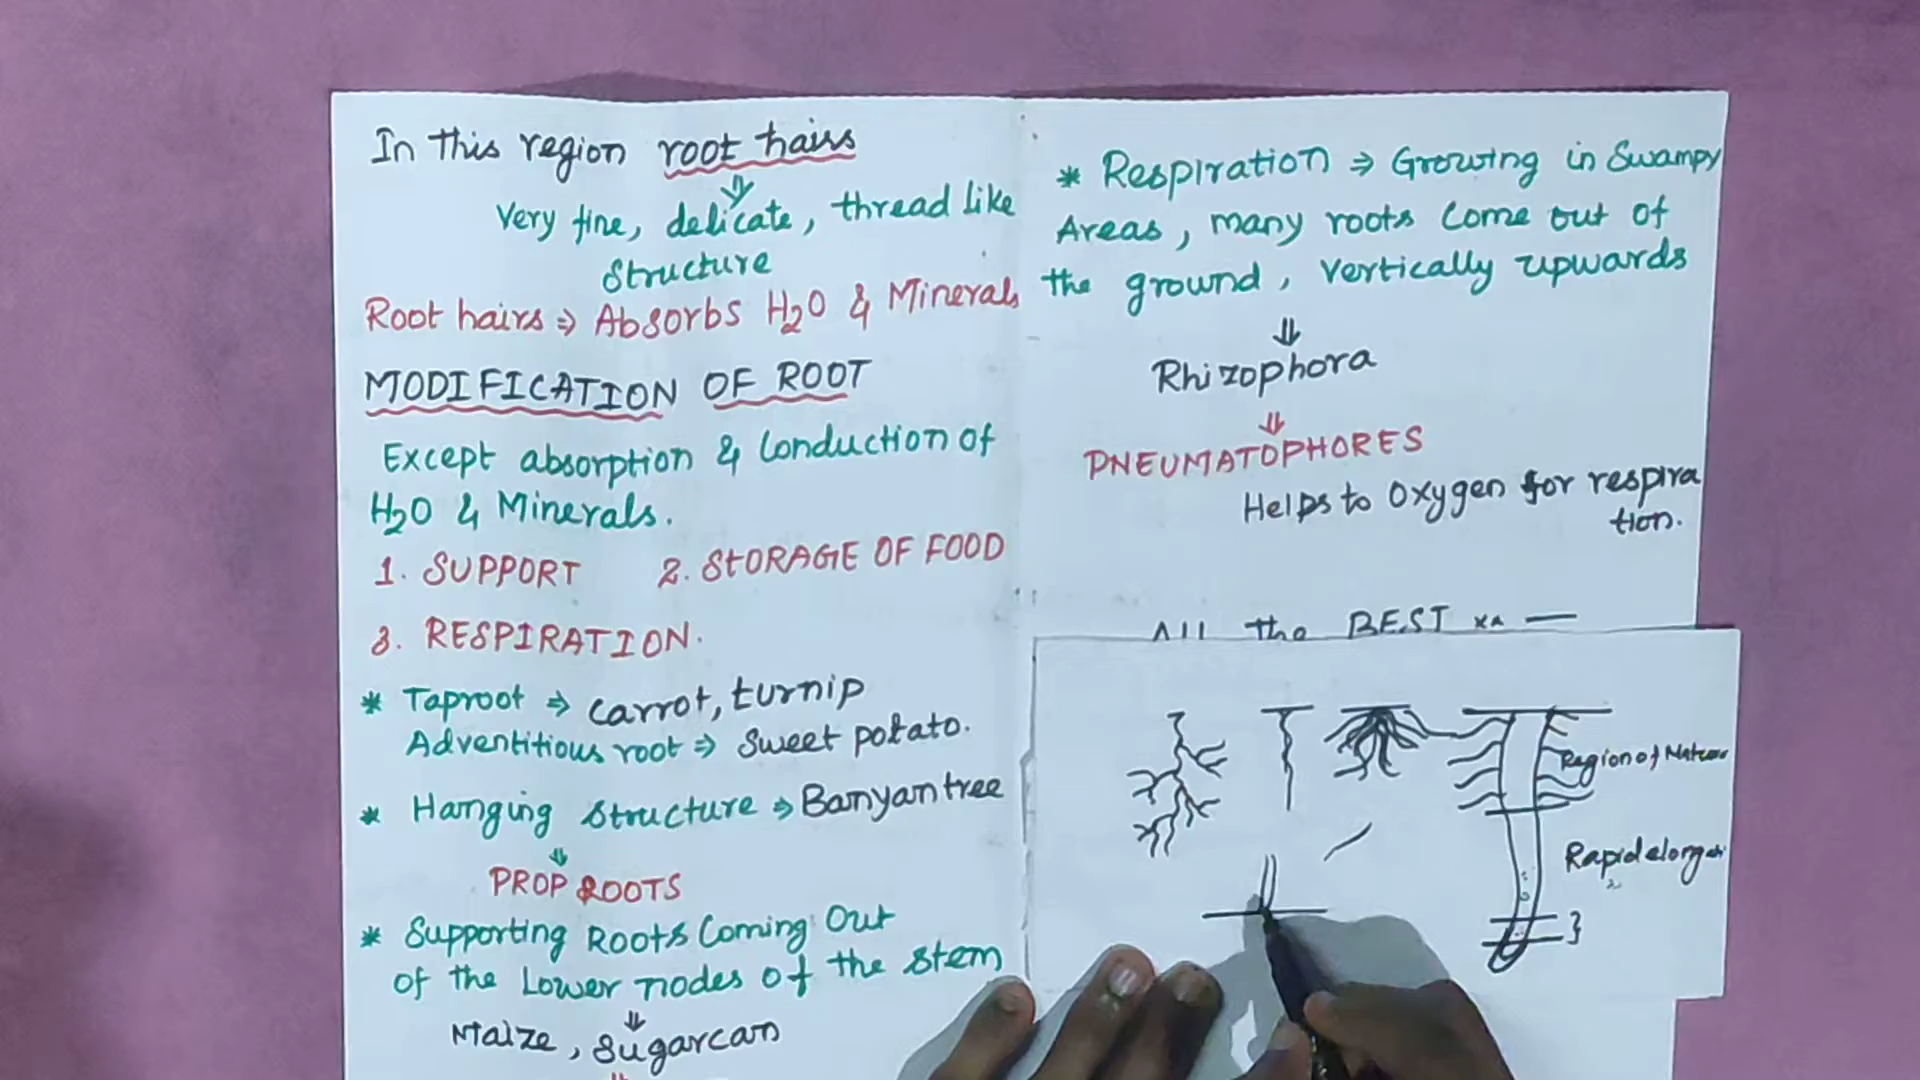 In this region root hairs
⇓
Very fine, delicate, thread like
structure
Root hairs ⇒ Absorbs H2O & Minerals
MODIFICATION OF ROOT
Except absorption & Conduction of
H2O & Minerals.
1. SUPPORT 2. STORAGE OF FOOD
3. RESPIRATION.
* Taproot ⇒ carrot, turnip
Adventitious root ⇒ Sweet potato.
* Hanging structure ⇒ Banyan tree
⇓
PROP ROOTS
* Supporting Roots Coming Out
of the Lower nodes of the stem
⇓
Maize, Sugarcan
* Respiration ⇒ Growing in Swampy
Areas, many roots Come out of
the ground, Vertically upwards
⇓
Rhizophora
⇓
PNEUMATOPHORES
Helps to Oxygen for respira
tion.
All the BEST
Region of
Rapid